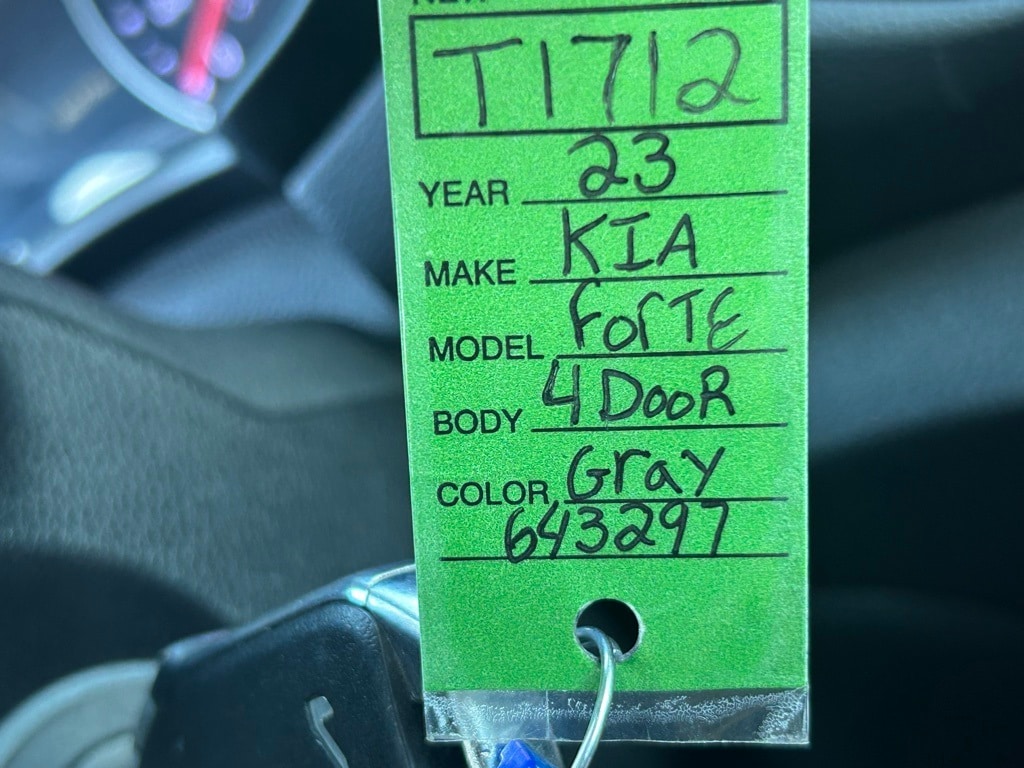 T1712
YEAR 23
MAKE KIA
MODEL ForTE
BODY 4 DooR
COLOR Gray
643297